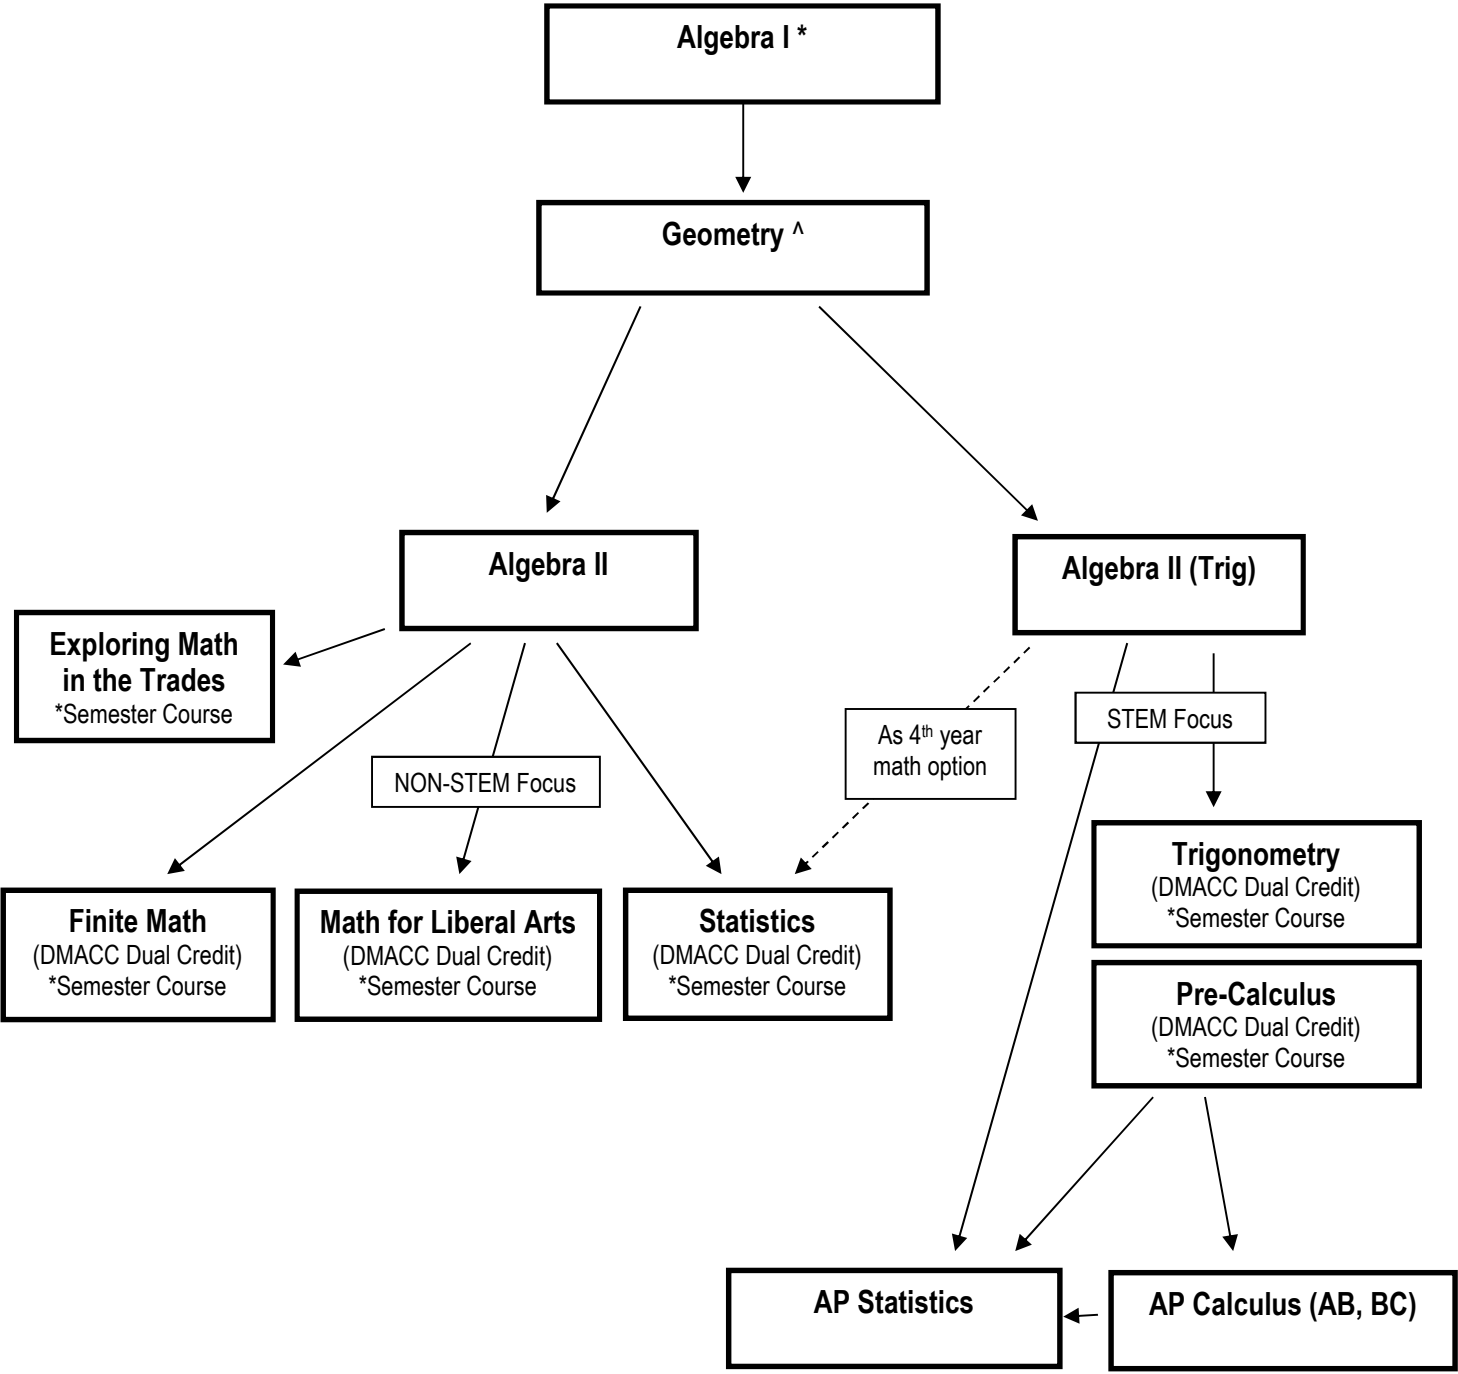 Algebra I *
Geometry ^
Algebra II
Algebra II (Trig)
Exploring Math
in the Trades
*Semester Course
STEM Focus
As 4th year
math option
NON-STEM Focus
Trigonometry
(DMACC Dual Credit)
*Semester Course
Finite Math
(DMACC Dual Credit)
*Semester Course
Math for Liberal Arts
(DMACC Dual Credit)
*Semester Course
Statistics
(DMACC Dual Credit)
*Semester Course
Pre-Calculus
(DMACC Dual Credit)
*Semester Course
AP Statistics
AP Calculus (AB, BC)